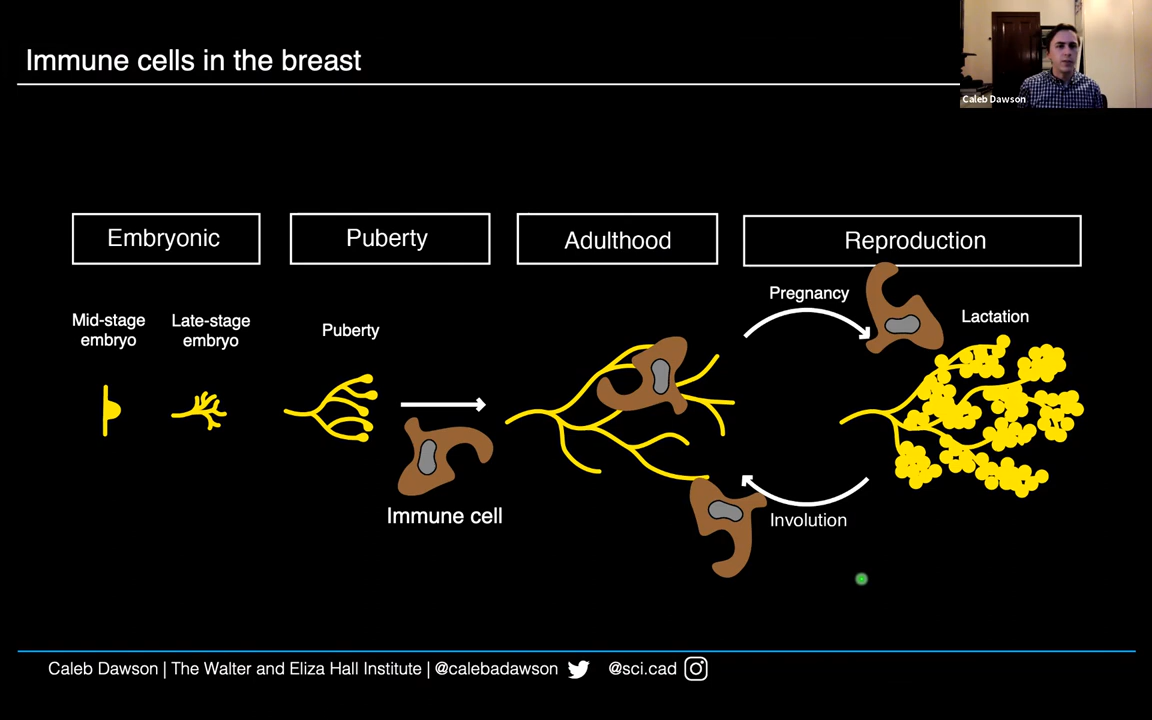 Immune cells in the breast
Caleb Dawson
Embryonic
Puberty
Adulthood
Reproduction
Mid-stage
embryo
Late-stage
embryo
Puberty
Pregnancy
Lactation
Immune cell
Involution
Caleb Dawson | The Walter and Eliza Hall Institute | @calebadawson @sci.cad